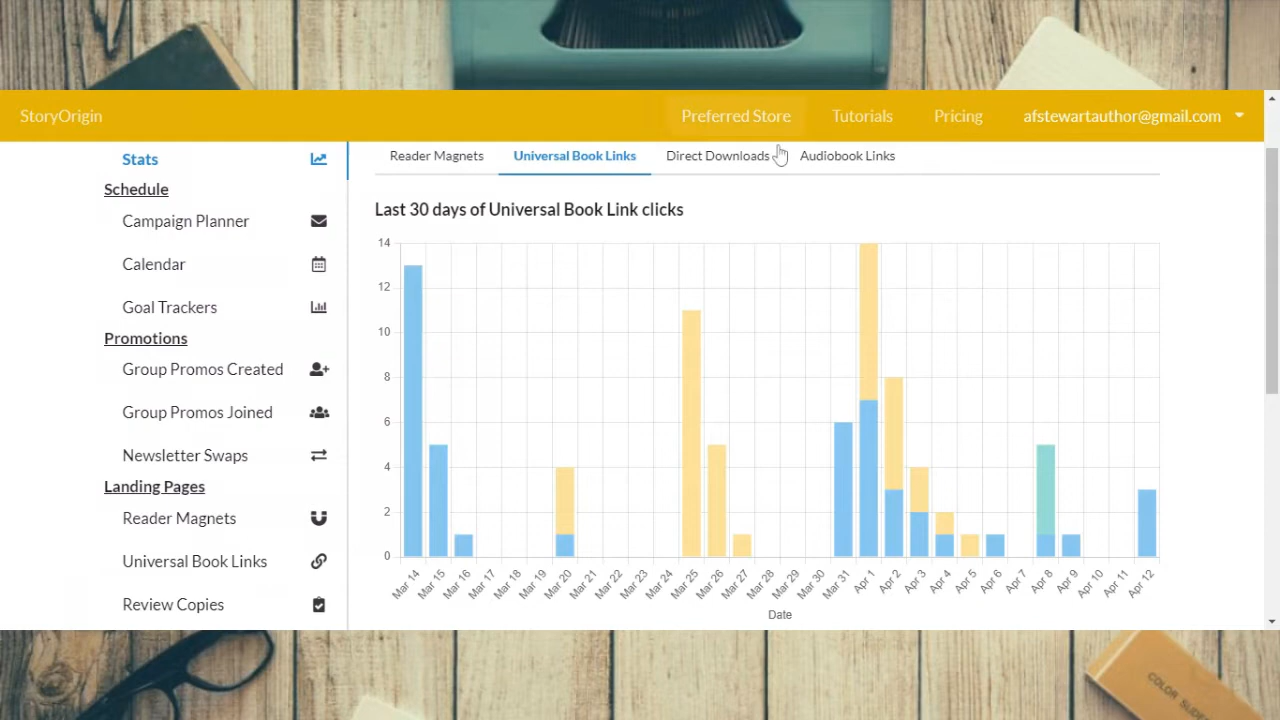 StoryOrigin Preferred Store Tutorials Pricing afstewartauthor@gmail.com
Stats
Schedule
Campaign Planner
Calendar
Goal Trackers
Promotions
Group Promos Created
Group Promos Joined
Newsletter Swaps
Landing Pages
Reader Magnets
Universal Book Links
Review Copies
Reader Magnets Universal Book Links Direct Downloads Audiobook Links
Last 30 days of Universal Book Link clicks
14
12
10
8
6
4
2
0
Mar 14 Mar 15 Mar 16 Mar 17 Mar 18 Mar 19 Mar 20 Mar 21 Mar 22 Mar 23 Mar 24 Mar 25 Mar 26 Mar 27 Mar 28 Mar 29 Mar 30 Mar 31 Apr 1 Apr 2 Apr 3 Apr 4 Apr 5 Apr 6 Apr 7 Apr 8 Apr 9 Apr 10 Apr 11 Apr 12
Date
COLOR